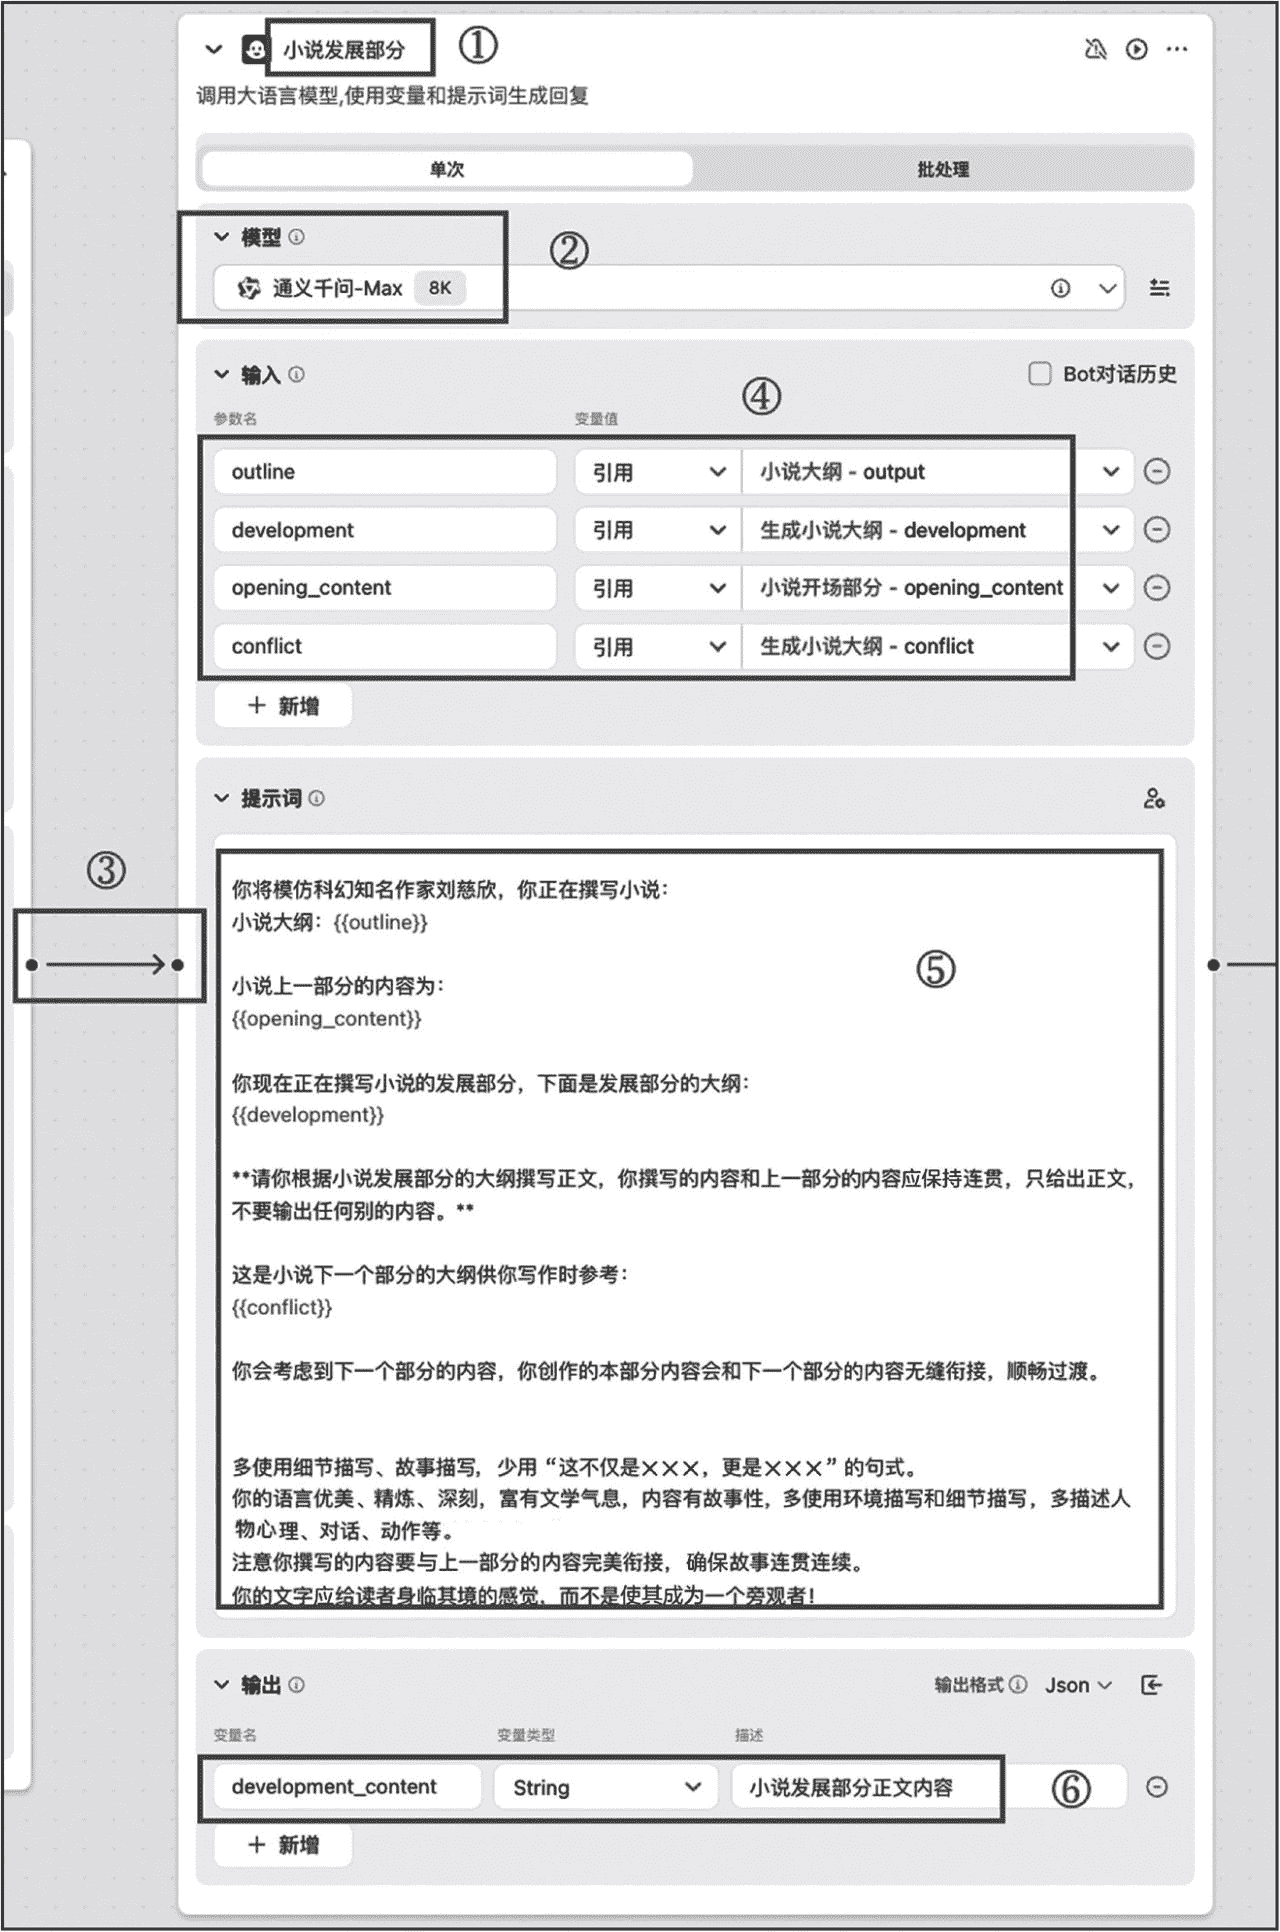 小说发展部分 ①
调用大语言模型,使用变量和提示词生成回复
单次 批处理
模型 ②
通义千问-Max 8K
输入 Bot对话历史
参数名 变量值 ④
outline 引用 小说大纲 - output
development 引用 生成小说大纲 - development
opening_content 引用 小说开场部分 - opening_content
conflict 引用 生成小说大纲 - conflict
+ 新增
提示词
③
你将模仿科幻知名作家刘慈欣，你正在撰写小说：
小说大纲：{{outline}}
⑤
小说上一部分的内容为：
{{opening_content}}
你现在正在撰写小说的发展部分，下面是发展部分的大纲：
{{development}}
**请你根据小说发展部分的大纲撰写正文，你撰写的内容和上一部分的内容应保持连贯，只给出正文，
不要输出任何别的内容。**
这是小说下一个部分的大纲供你写作时参考：
{{conflict}}
你会考虑到下一个部分的内容，你创作的本部分内容会和下一个部分的内容无缝衔接，顺畅过渡。
多使用细节描写、故事描写，少用“这不仅是×××，更是×××”的句式。
你的语言优美、精炼、深刻，富有文学气息，内容有故事性，多使用环境描写和细节描写，多描述人
物心理、对话、动作等。
注意你撰写的内容要与上一部分的内容完美衔接，确保故事连贯连续。
你的文字应给读者身临其境的感觉，而不是使其成为一个旁观者！
输出 输出格式 Json
变量名 变量类型 描述
development_content String 小说发展部分正文内容 ⑥
+ 新增